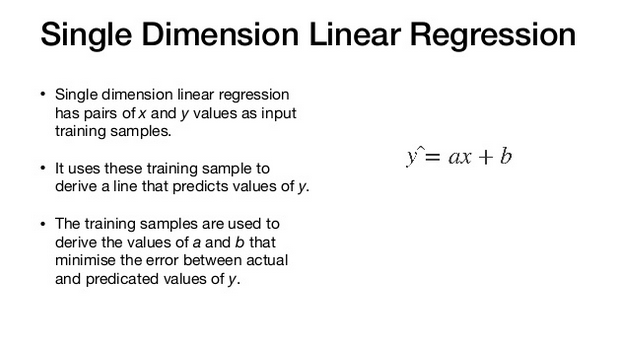 Single Dimension Linear Regression
• Single dimension linear regression
has pairs of x and y values as input
training samples.
• It uses these training sample to
derive a line that predicts values of y.
• The training samples are used to
derive the values of a and b that
minimise the error between actual
and predicated values of y.
yˆ= ax + b